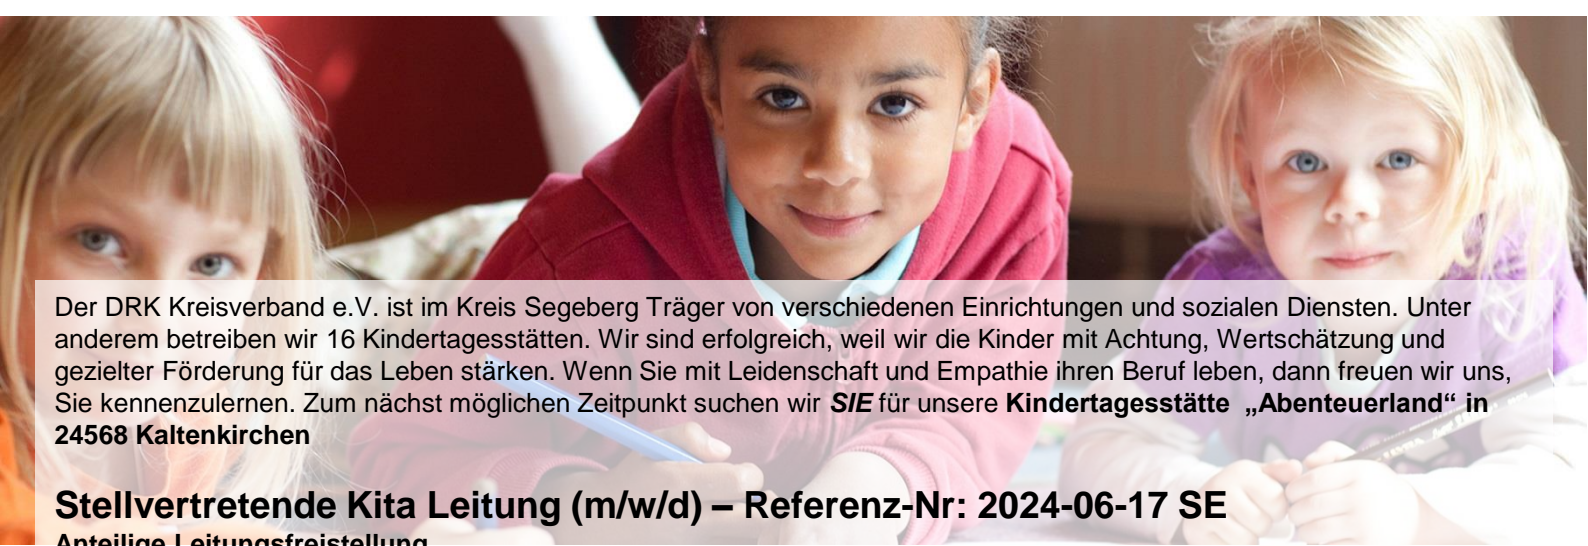 Der DRK Kreisverband e.V. ist im Kreis Segeberg Träger von verschiedenen Einrichtungen und sozialen Diensten. Unter
anderem betreiben wir 16 Kindertagesstätten. Wir sind erfolgreich, weil wir die Kinder mit Achtung, Wertschätzung und
gezielter Förderung für das Leben stärken. Wenn Sie mit Leidenschaft und Empathie ihren Beruf leben, dann freuen wir uns,
Sie kennenzulernen. Zum nächst möglichen Zeitpunkt suchen wir SIE für unsere Kindertagesstätte „Abenteuerland“ in
24568 Kaltenkirchen
Stellvertretende Kita Leitung (m/w/d) – Referenz-Nr: 2024-06-17 SE
Anteilige Leitungsfreistellung